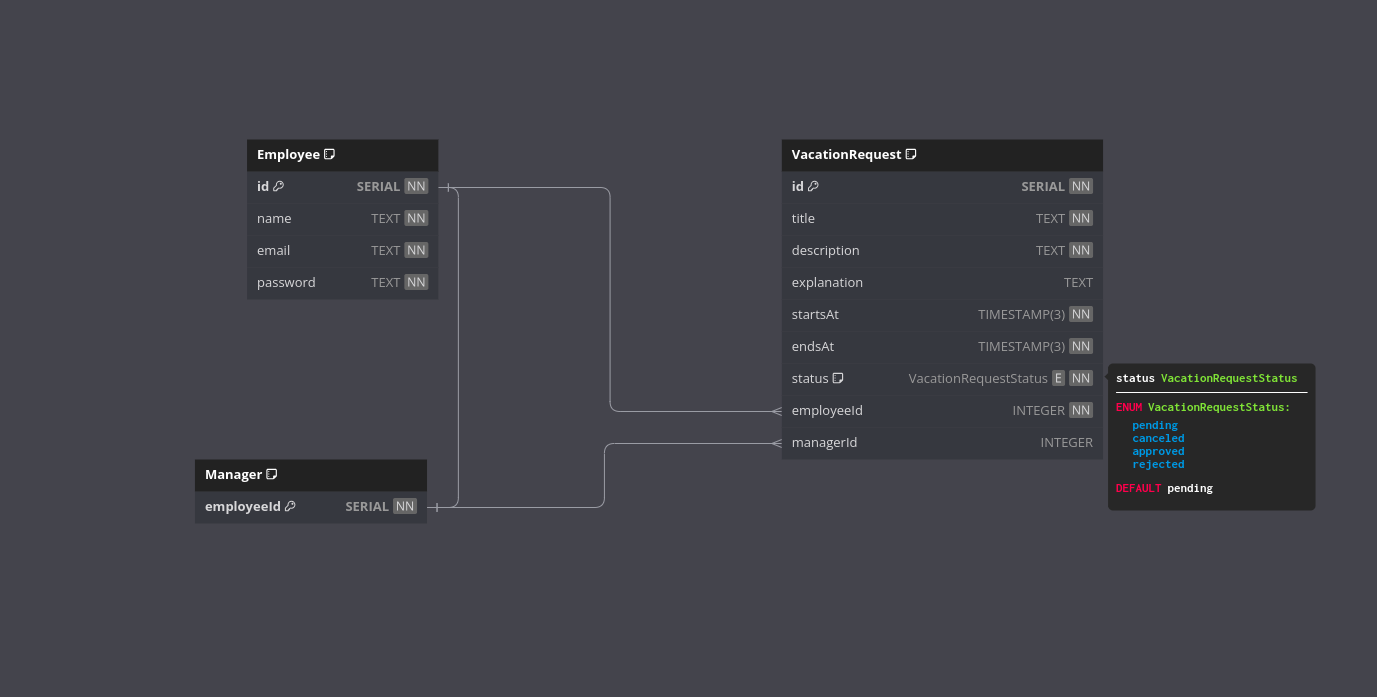 Employee
id SERIAL NN
name TEXT NN
email TEXT NN
password TEXT NN
VacationRequest
id SERIAL NN
title TEXT NN
description TEXT NN
explanation TEXT
startsAt TIMESTAMP(3) NN
endsAt TIMESTAMP(3) NN
status VacationRequestStatus E NN
employeeId INTEGER NN
managerId INTEGER
status VacationRequestStatus
ENUM VacationRequestStatus:
pending
canceled
approved
rejected
DEFAULT pending
Manager
employeeId SERIAL NN